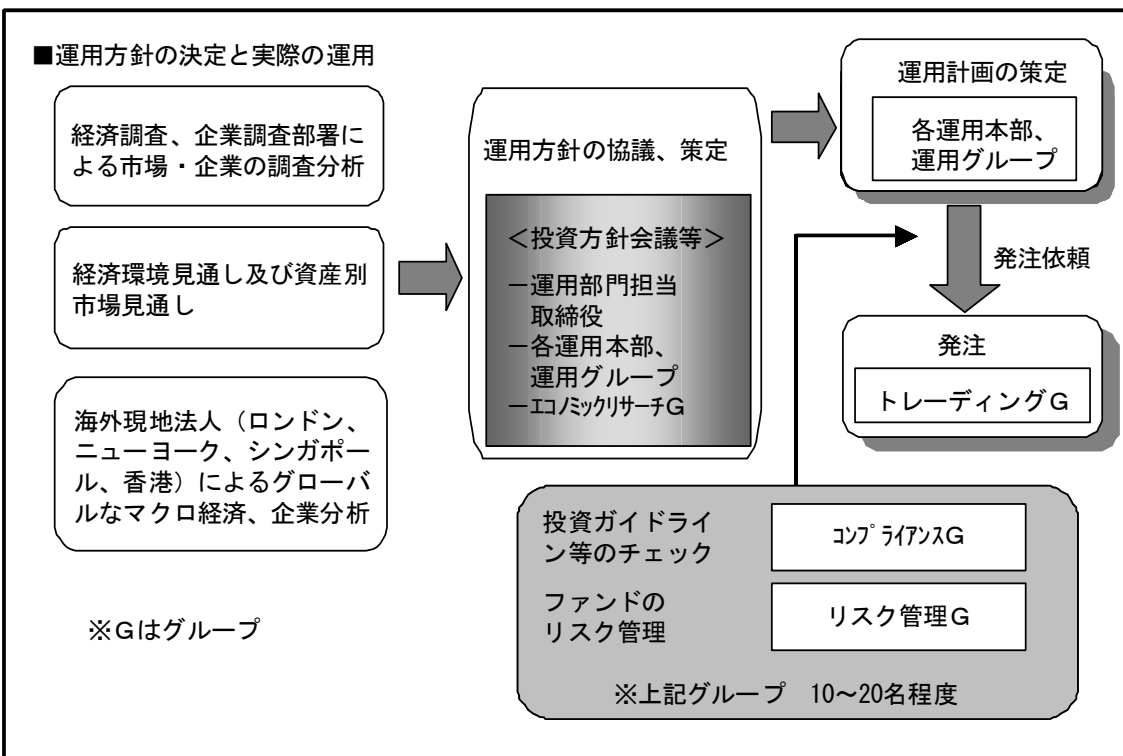 ■運用方針の決定と実際の運用
経済調査、企業調査部署に
よる市場・企業の調査分析
経済環境見通し及び資産別
市場見通し
海外現地法人（ロンドン、
ニューヨーク、シンガポー
ル、香港）によるグローバ
ルなマクロ経済、企業分析
※Ｇはグループ
運用方針の協議、策定
＜投資方針会議等＞
－運用部門担当
取締役
－各運用本部、
運用グループ
－ｴｺﾉﾐｯｸﾘｻｰﾁＧ
運用計画の策定
各運用本部、
運用グループ
発注依頼
発注
トレーディングＧ
投資ガイドライ
ン等のチェック
ｺﾝﾌﾟﾗｲｱﾝｽＧ
ファンドの
リスク管理
リスク管理Ｇ
※上記グループ　10～20名程度